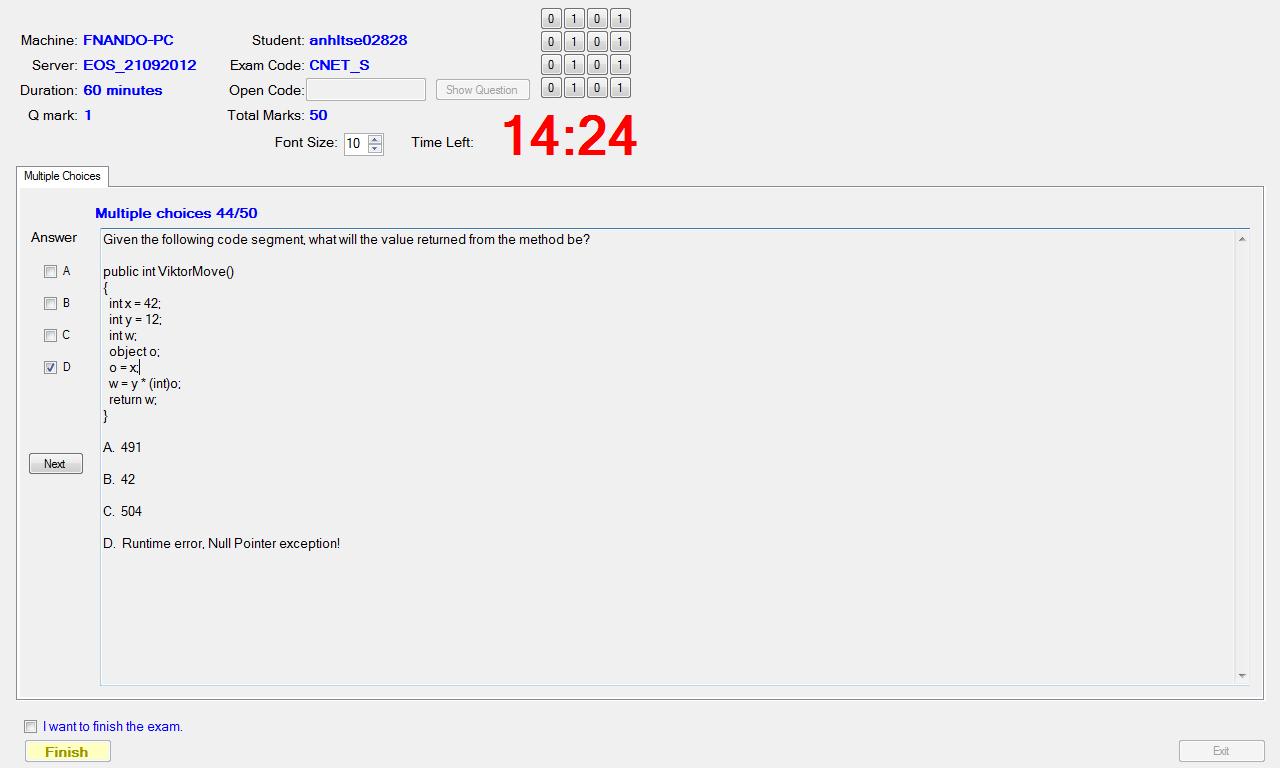 Machine: FNANDO-PC
Student: anhltse02828
Server: EOS_21092012
Exam Code: CNET_S
Duration: 60 minutes
Open Code:
Show Question
Q mark: 1
Total Marks: 50
Font Size: 10
Time Left: 14:24
0 1 0 1
0 1 0 1
0 1 0 1
0 1 0 1
Multiple Choices
Multiple choices 44/50
Answer
A
B
C
D
Next
Given the following code segment, what will the value returned from the method be?
public int ViktorMove()
{
int x = 42;
int y = 12;
int w;
object o;
o = x;
w = y * (int)o;
return w;
}
A. 491
B. 42
C. 504
D. Runtime error, Null Pointer exception!
I want to finish the exam.
Finish
Exit